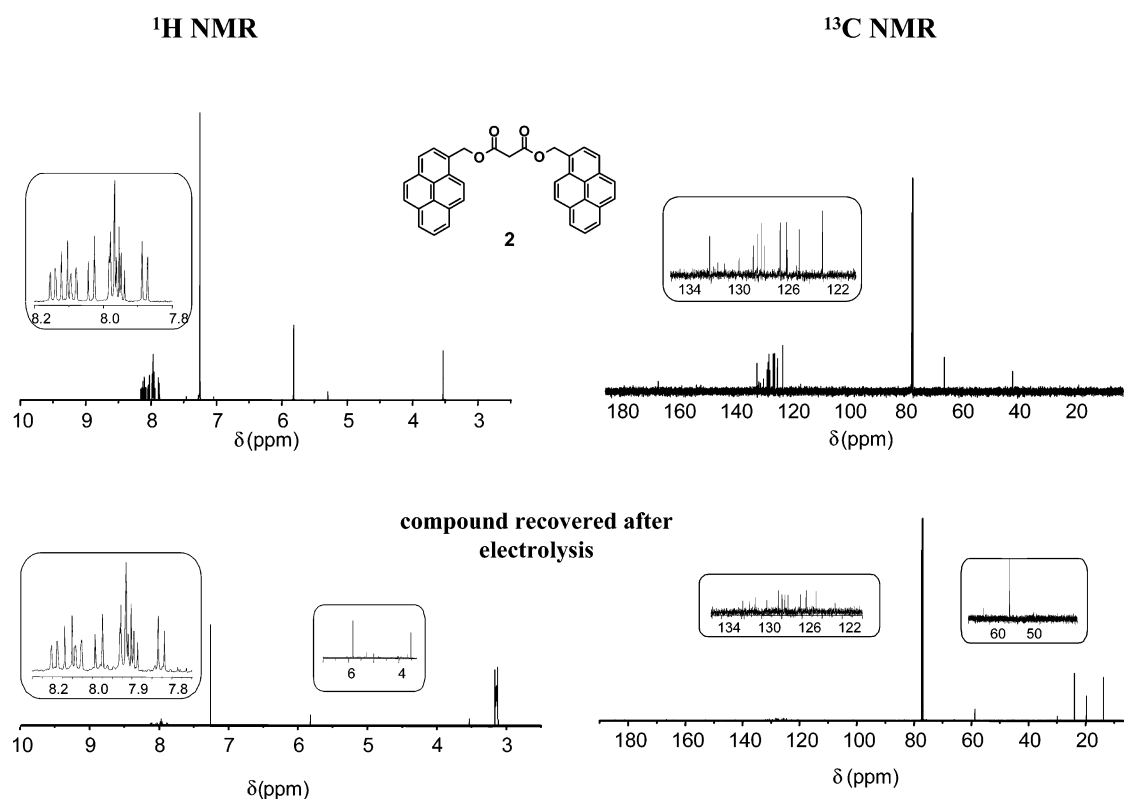 ¹H NMR
¹³C NMR
O O
O O
2
8.2 8.0 7.8
134 130 126 122
10 9 8 7 6 5 4 3
δ (ppm)
180 160 140 120 100 80 60 40 20
δ (ppm)
compound recovered after
electrolysis
8.2 8.0 7.9 7.8
6 4
134 130 126 122
60 50
10 9 8 7 6 5 4 3
δ (ppm)
180 160 140 120 100 80 60 40 20
δ (ppm)